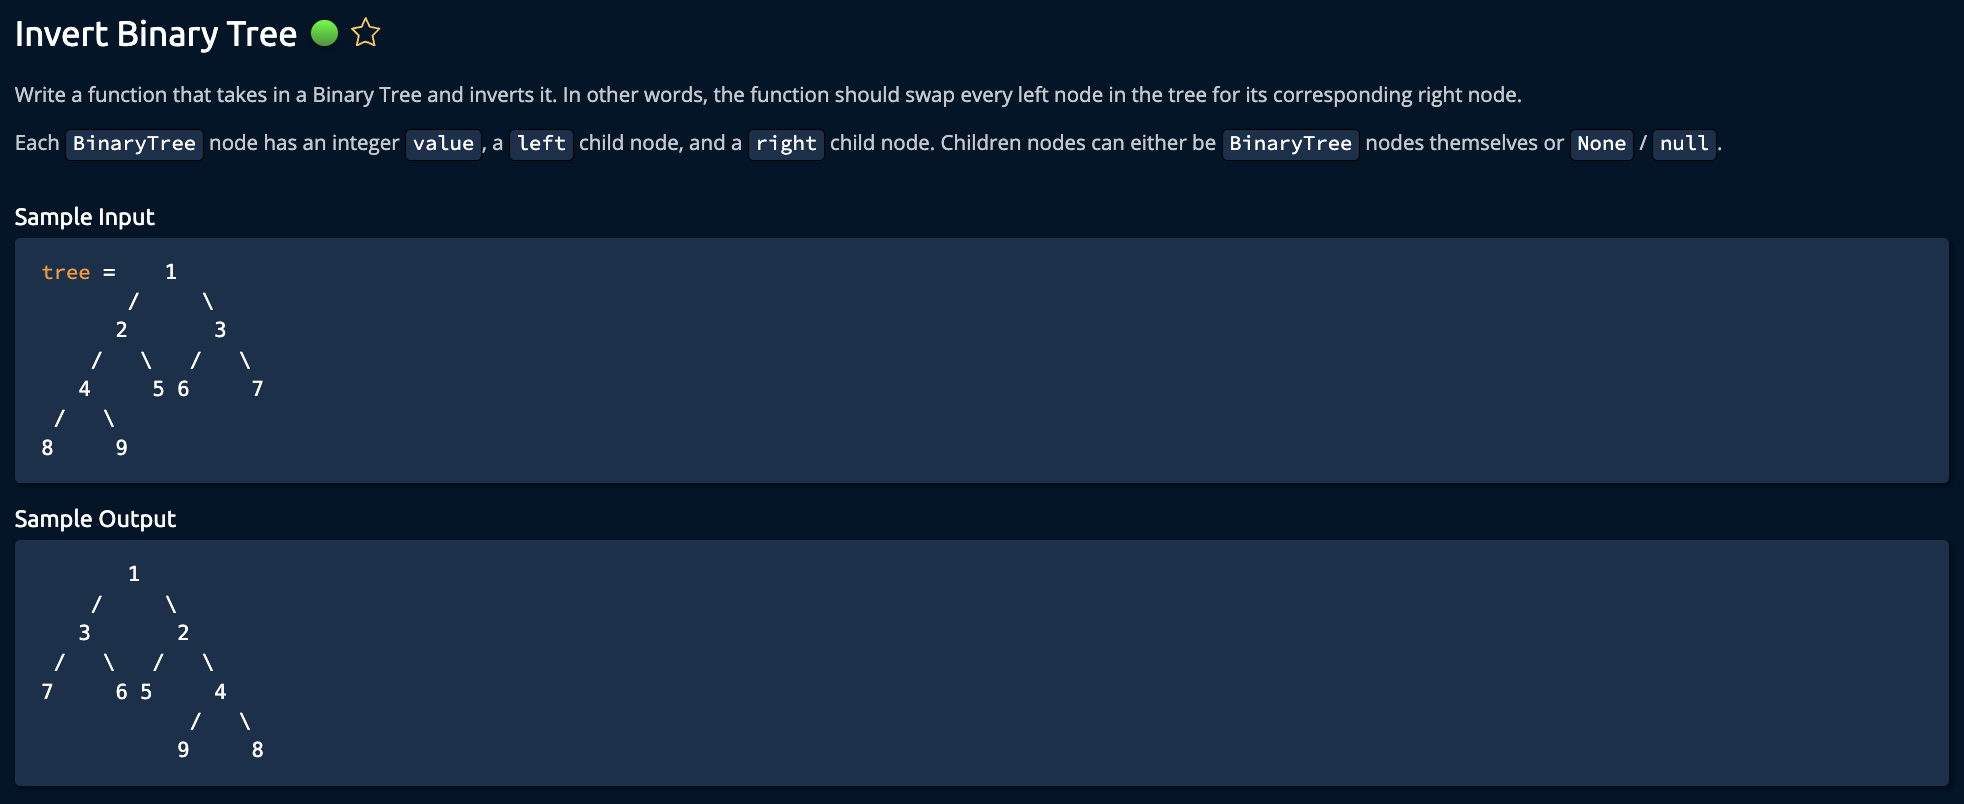 Invert Binary Tree
Write a function that takes in a Binary Tree and inverts it. In other words, the function should swap every left node in the tree for its corresponding right node.
Each BinaryTree node has an integer value, a left child node, and a right child node. Children nodes can either be BinaryTree nodes themselves or None / null.
Sample Input
tree =    1
       /     \
      2       3
    /   \   /   \
   4     5 6     7
 /   \
8     9
Sample Output
       1
    /     \
   3       2
 /   \   /   \
7     6 5     4
            /   \
           9     8